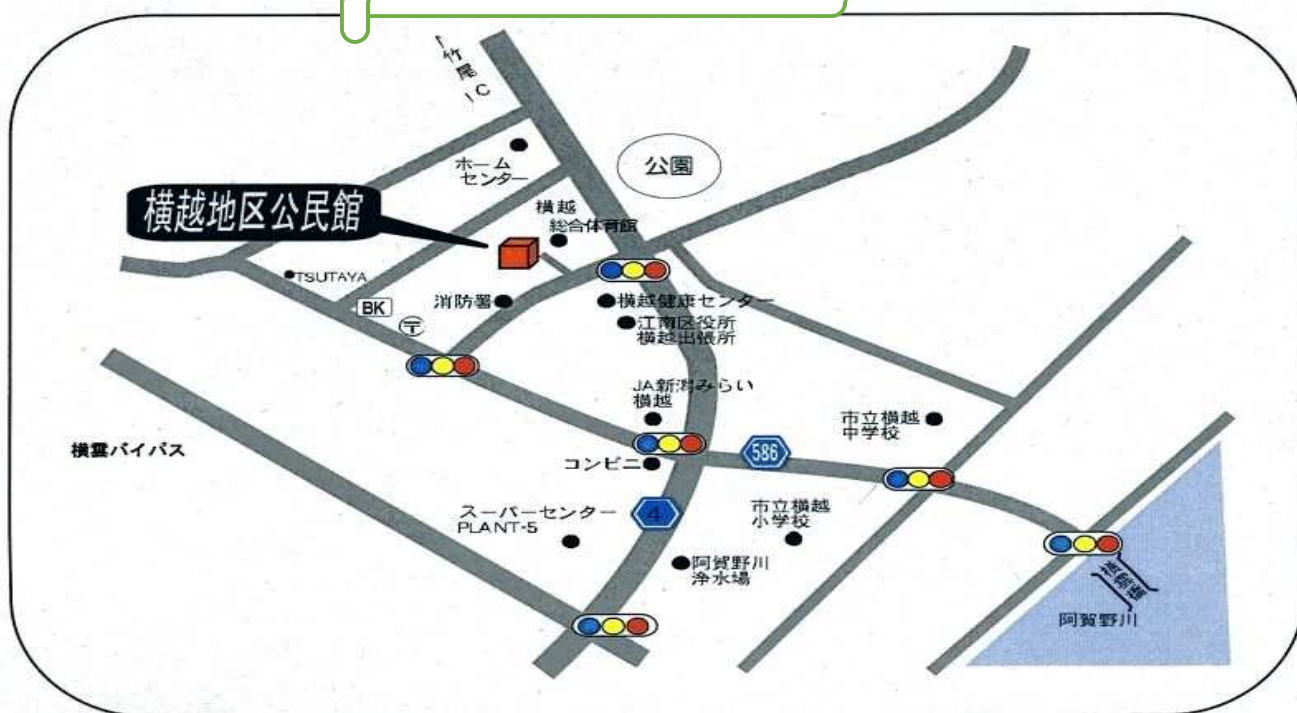 ↑竹尾IC
公園
ホーム
センター
横越地区公民館
横越
総合体育館
TSUTAYA
BK
〒
消防署
横越健康センター
江南区役所
横越出張所
JA新潟みらい
横越
市立横越
中学校
横雲バイパス
586
コンビニ
スーパーセンター
PLANT-5
4
市立横越
小学校
阿賀野川
浄水場
横雲橋
阿賀野川